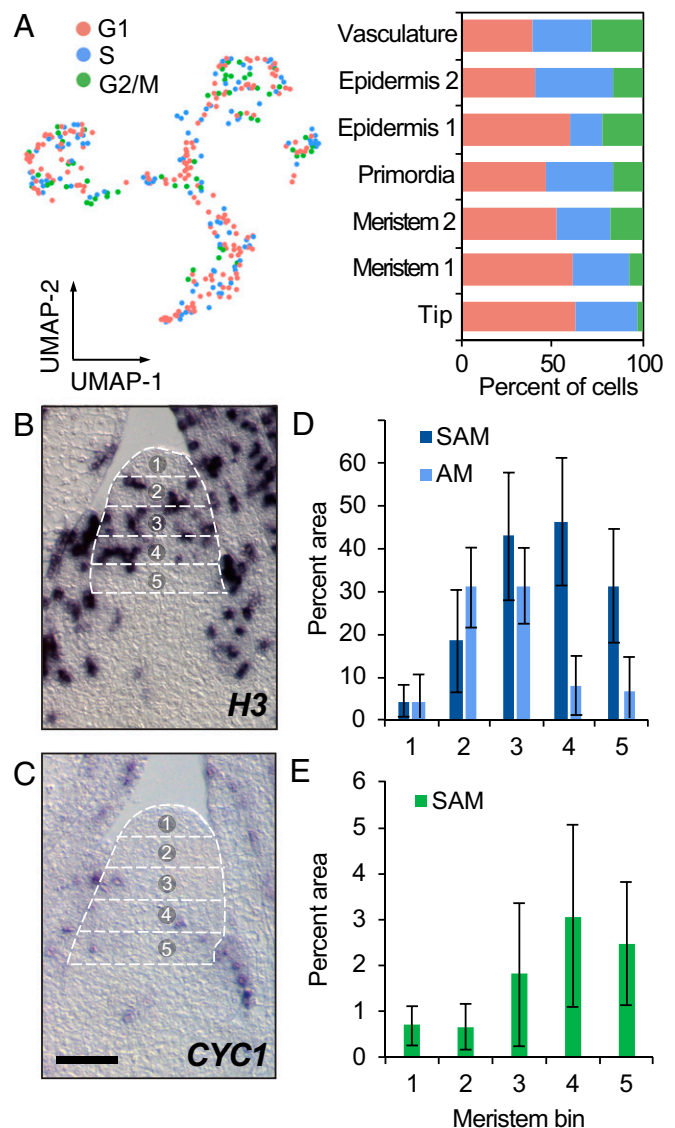 A
G1
S
G2/M
UMAP-2
UMAP-1
Vasculature
Epidermis 2
Epidermis 1
Primordia
Meristem 2
Meristem 1
Tip
0 50 100
Percent of cells
B
1
2
3
4
5
H3
D
SAM
AM
Percent area
60
50
40
30
20
10
0
1 2 3 4 5
C
1
2
3
4
5
CYC1
E
SAM
Percent area
6
5
4
3
2
1
0
1 2 3 4 5
Meristem bin